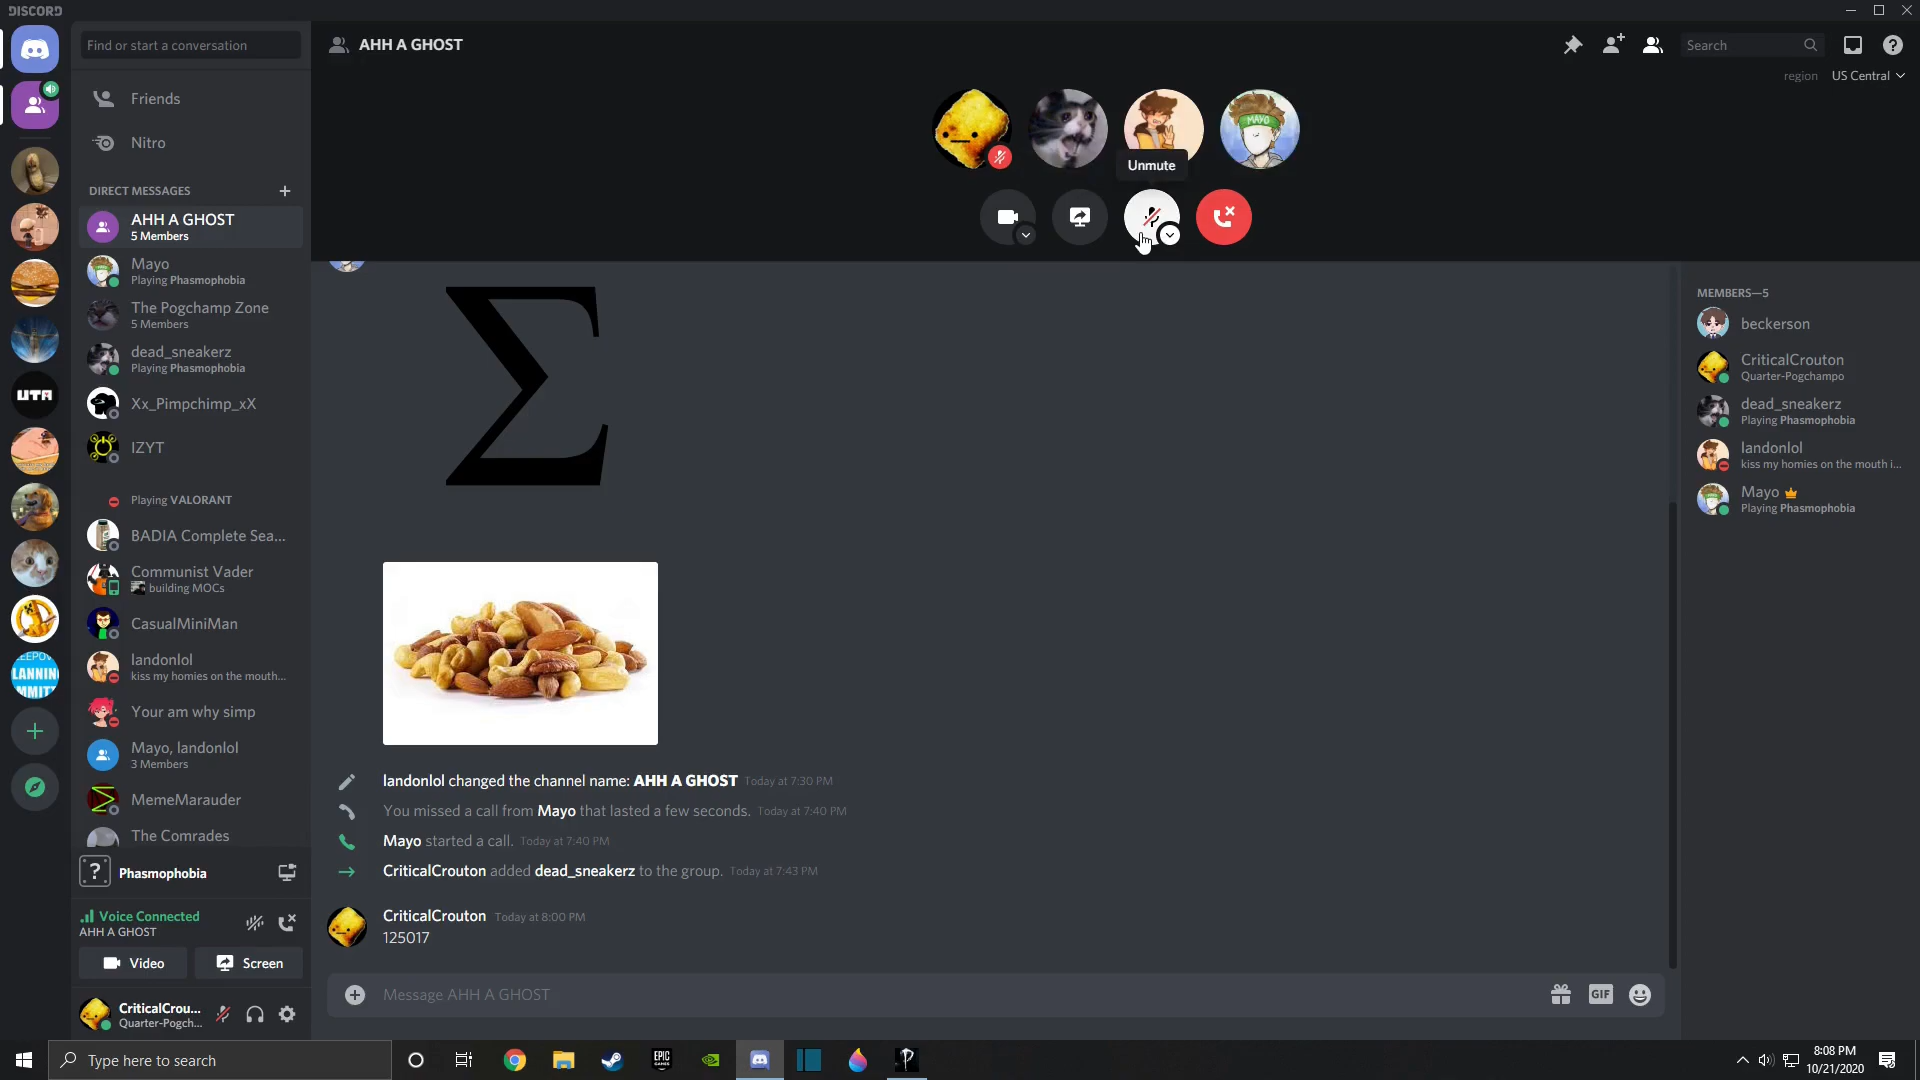 DISCORD
Find or start a conversation
AHH A GHOST
Search
region US Central
Friends
Nitro
MAYO
Unmute
DIRECT MESSAGES
AHH A GHOST
5 Members
Mayo
Playing Phasmophobia
The Pogchamp Zone
5 Members
dead_sneakerz
Playing Phasmophobia
Xx_Pimpchimp_xX
UTA
IZYT
Playing VALORANT
BADIA Complete Sea...
Communist Vader
building MOCs
CasualMiniMan
landonlol
kiss my homies on the mouth...
LANNIN
Your am why simp
Mayo, landonlol
3 Members
MemeMarauder
The Comrades
Phasmophobia
Voice Connected
AHH A GHOST
Video
Screen
CriticalCrou...
Quarter-Pogch...
Σ
landonlol changed the channel name: AHH A GHOST Today at 7:30 PM
You missed a call from Mayo that lasted a few seconds. Today at 7:40 PM
Mayo started a call. Today at 7:40 PM
CriticalCrouton added dead_sneakerz to the group. Today at 7:43 PM
CriticalCrouton Today at 8:00 PM
125017
Message AHH A GHOST
GIF
MEMBERS—5
beckerson
CriticalCrouton
Quarter-Pogchampo
dead_sneakerz
Playing Phasmophobia
landonlol
kiss my homies on the mouth i...
Mayo
Playing Phasmophobia
Type here to search
EPIC
GAMES
8:08 PM
10/21/2020